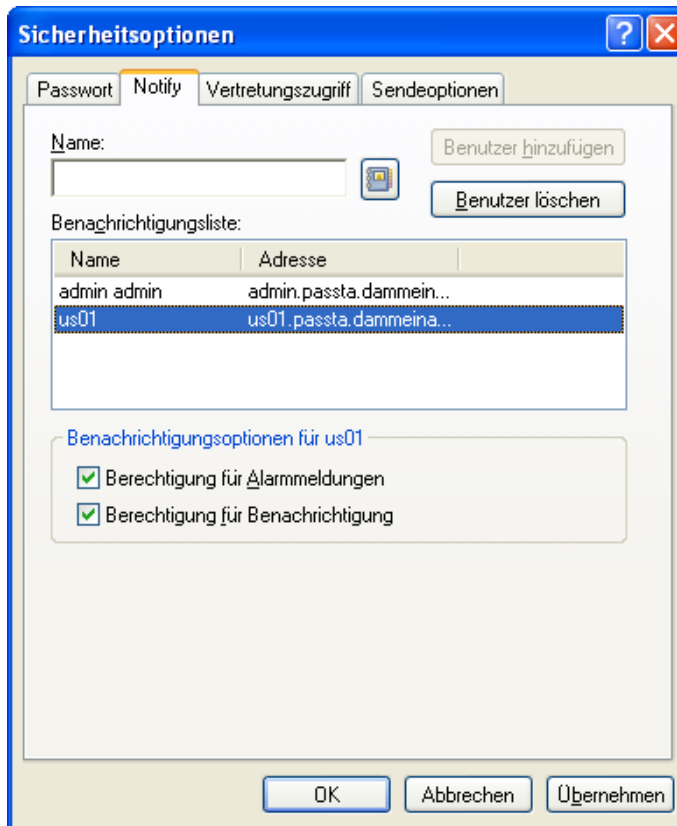 Sicherheitsoptionen
Passwort Notify Vertretungszugriff Sendeoptionen
Name:
Benutzer hinzufügen
Benutzer löschen
Benachrichtigungsliste:
Name Adresse
admin admin admin.passta.dammein...
us01 us01.passta.dammeina...
Benachrichtigungsoptionen für us01
Berechtigung für Alarmmeldungen
Berechtigung für Benachrichtigung
OK Abbrechen Übernehmen